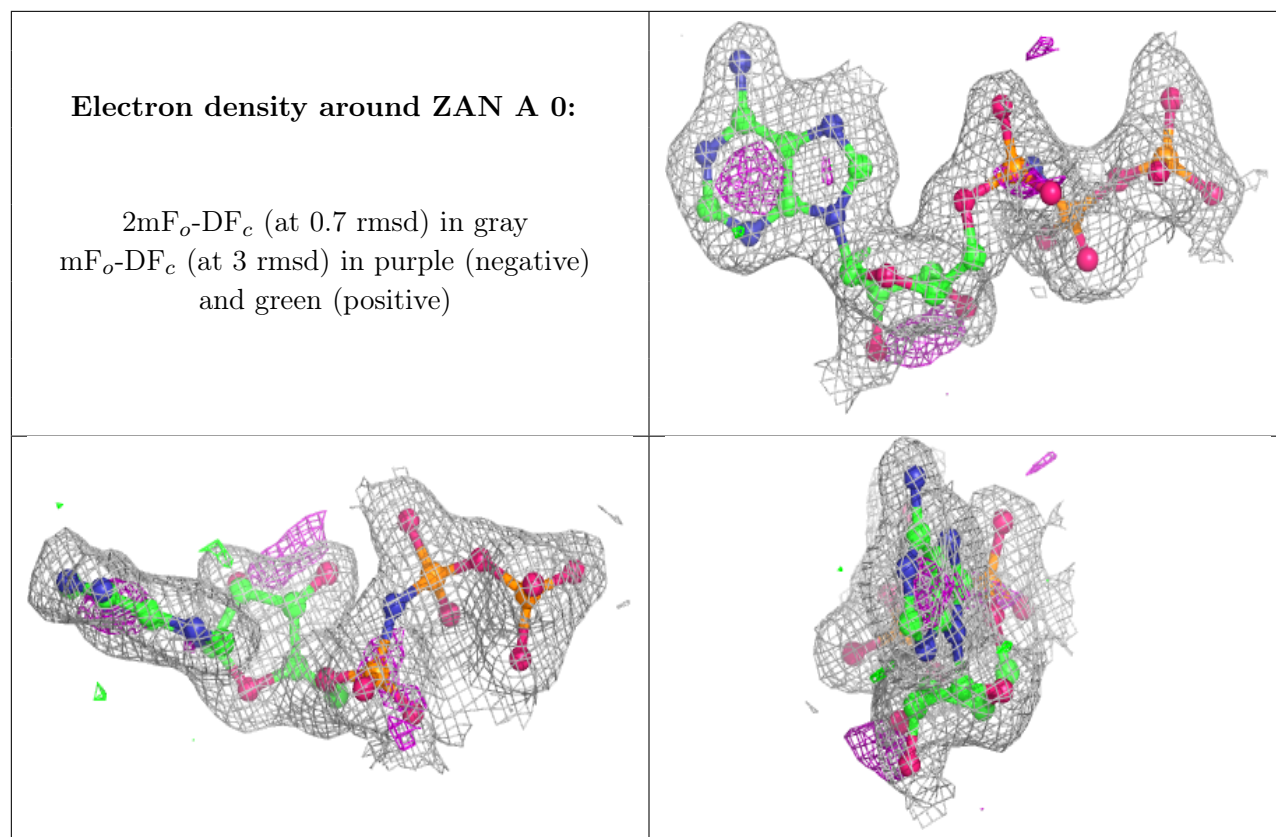 Electron density around ZAN A 0:
2mFₒ-DF𝒸 (at 0.7 rmsd) in gray
mFₒ-DF𝒸 (at 3 rmsd) in purple (negative)
and green (positive)